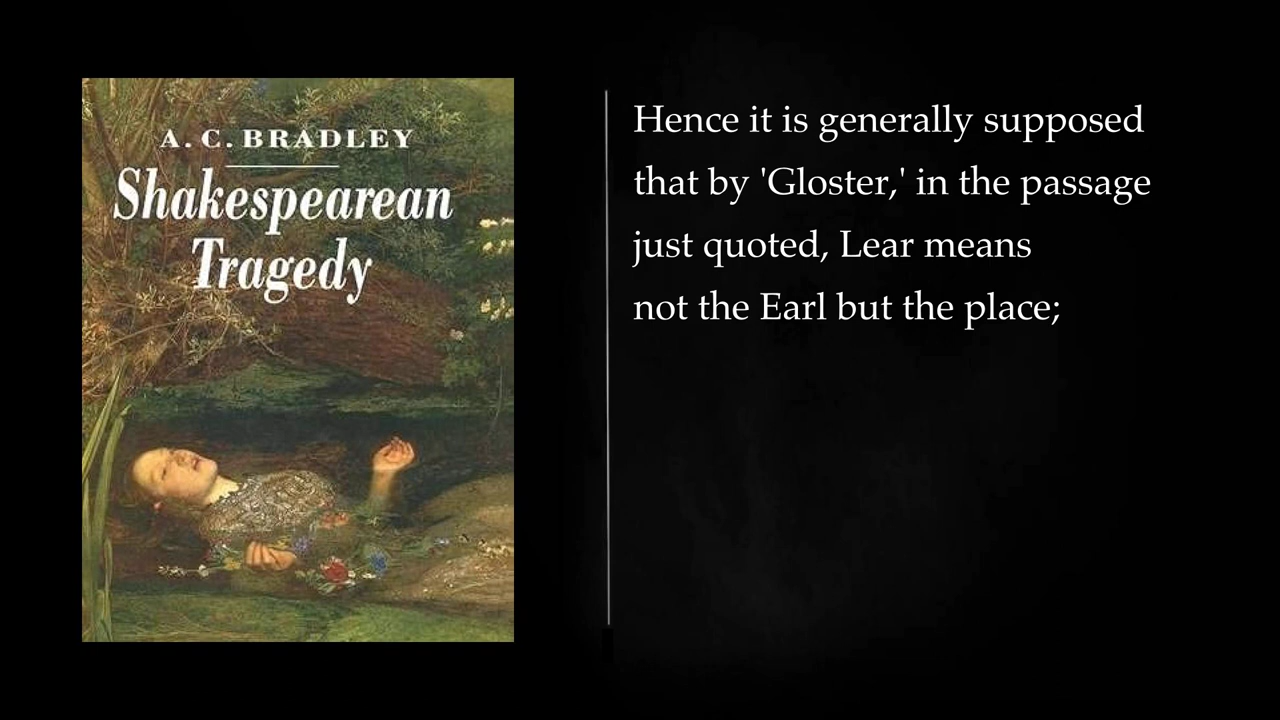 A. C. BRADLEY
Shakespearean
Tragedy
Hence it is generally supposed
that by 'Gloster,' in the passage
just quoted, Lear means
not the Earl but the place;